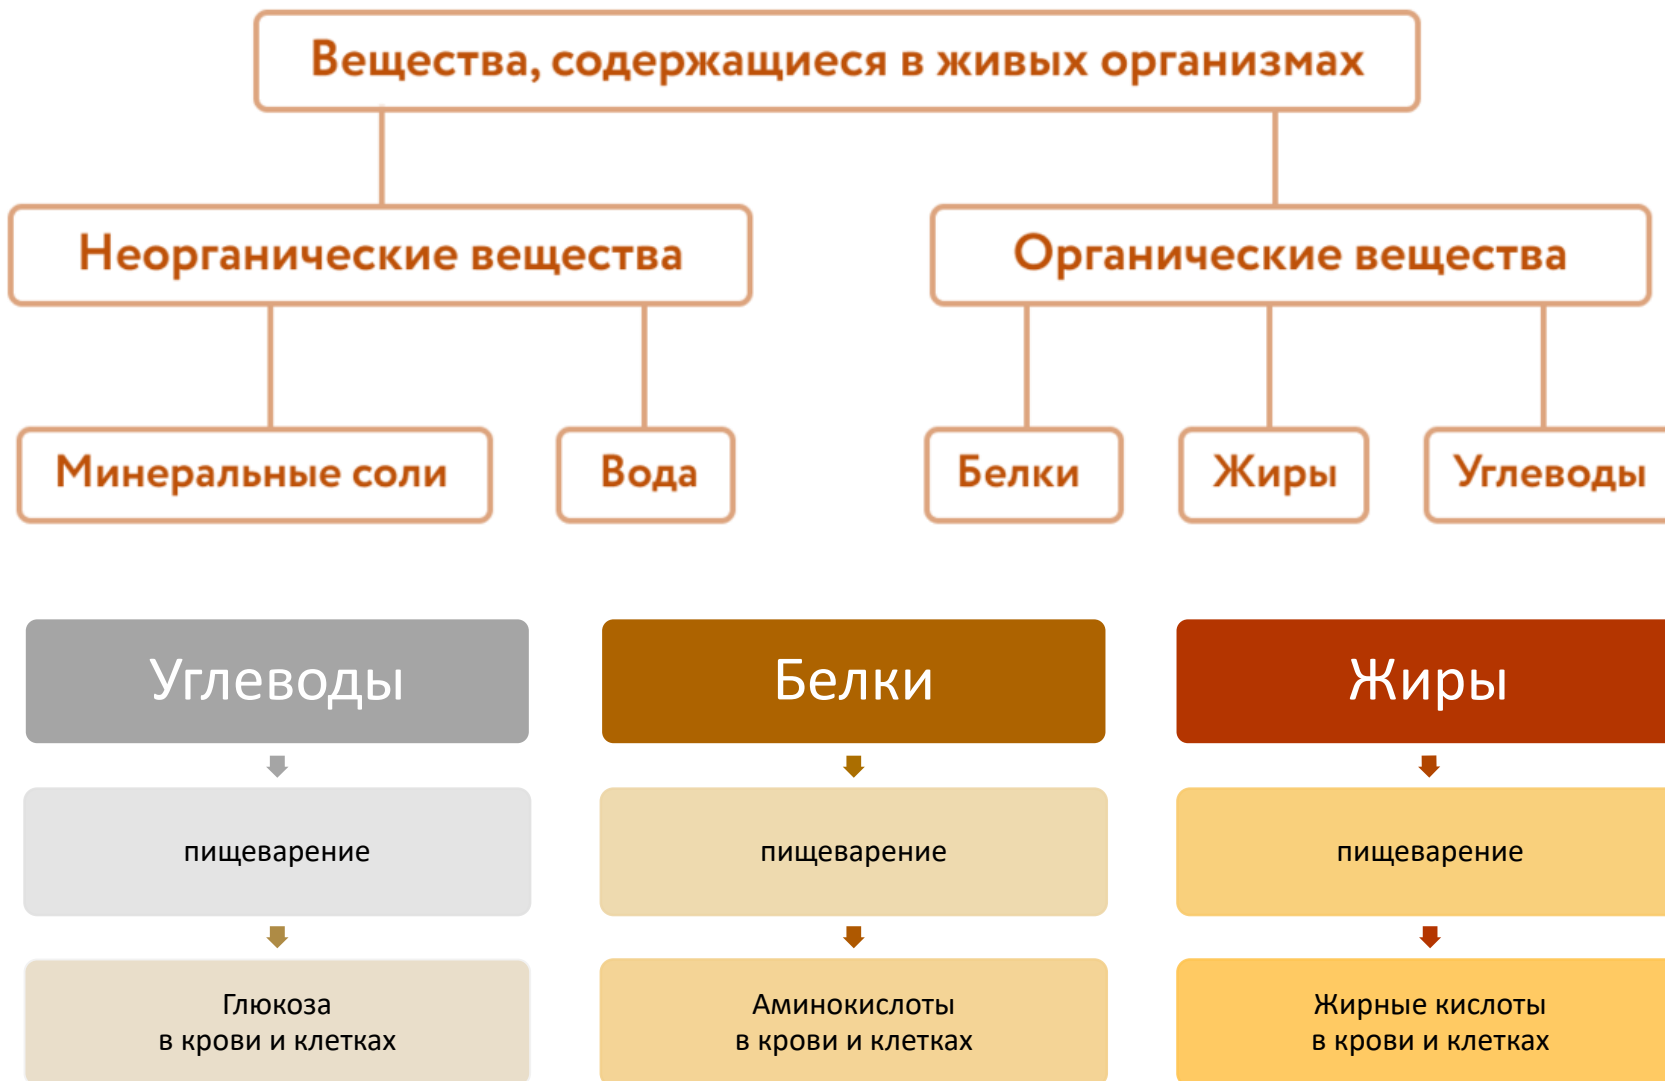 Вещества, содержащиеся в живых организмах
Неорганические вещества
Органические вещества
Минеральные соли
Вода
Белки
Жиры
Углеводы
Углеводы
Белки
Жиры
пищеварение
пищеварение
пищеварение
Глюкоза
в крови и клетках
Аминокислоты
в крови и клетках
Жирные кислоты
в крови и клетках